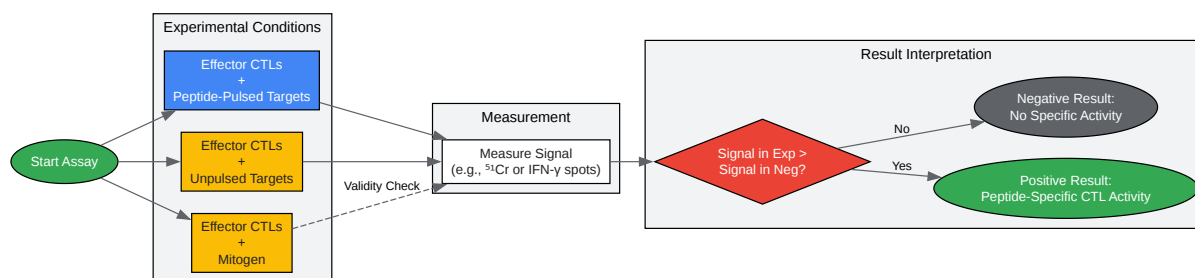 Experimental Conditions
Effector CTLs
+
Peptide-Pulsed Targets
Start Assay
Effector CTLs
+
Unpulsed Targets
Effector CTLs
+
Mitogen
Validity Check
Measurement
Measure Signal
(e.g., ⁵¹Cr or IFN-γ spots)
Result Interpretation
Signal in Exp >
Signal in Neg?
No
Yes
Negative Result:
No Specific Activity
Positive Result:
Peptide-Specific CTL Activity